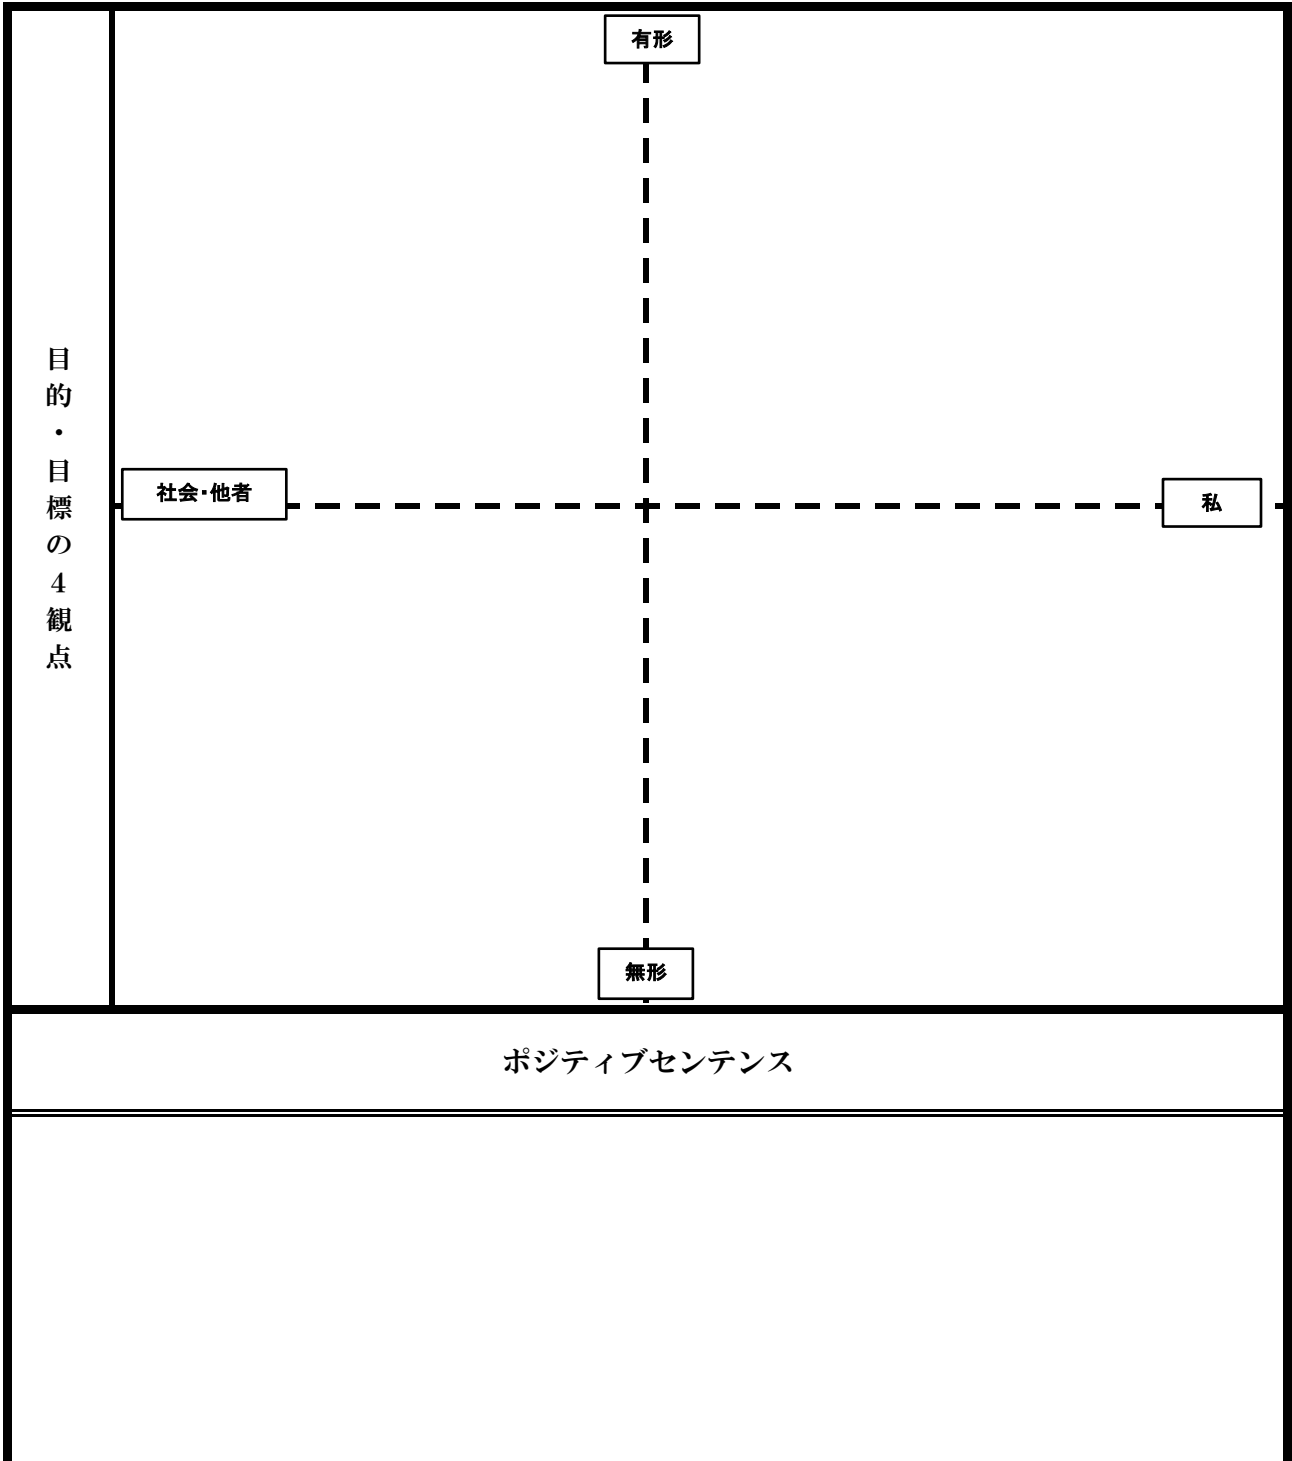 有形
目的・目標の4観点
社会・他者
私
無形
ポジティブセンテンス